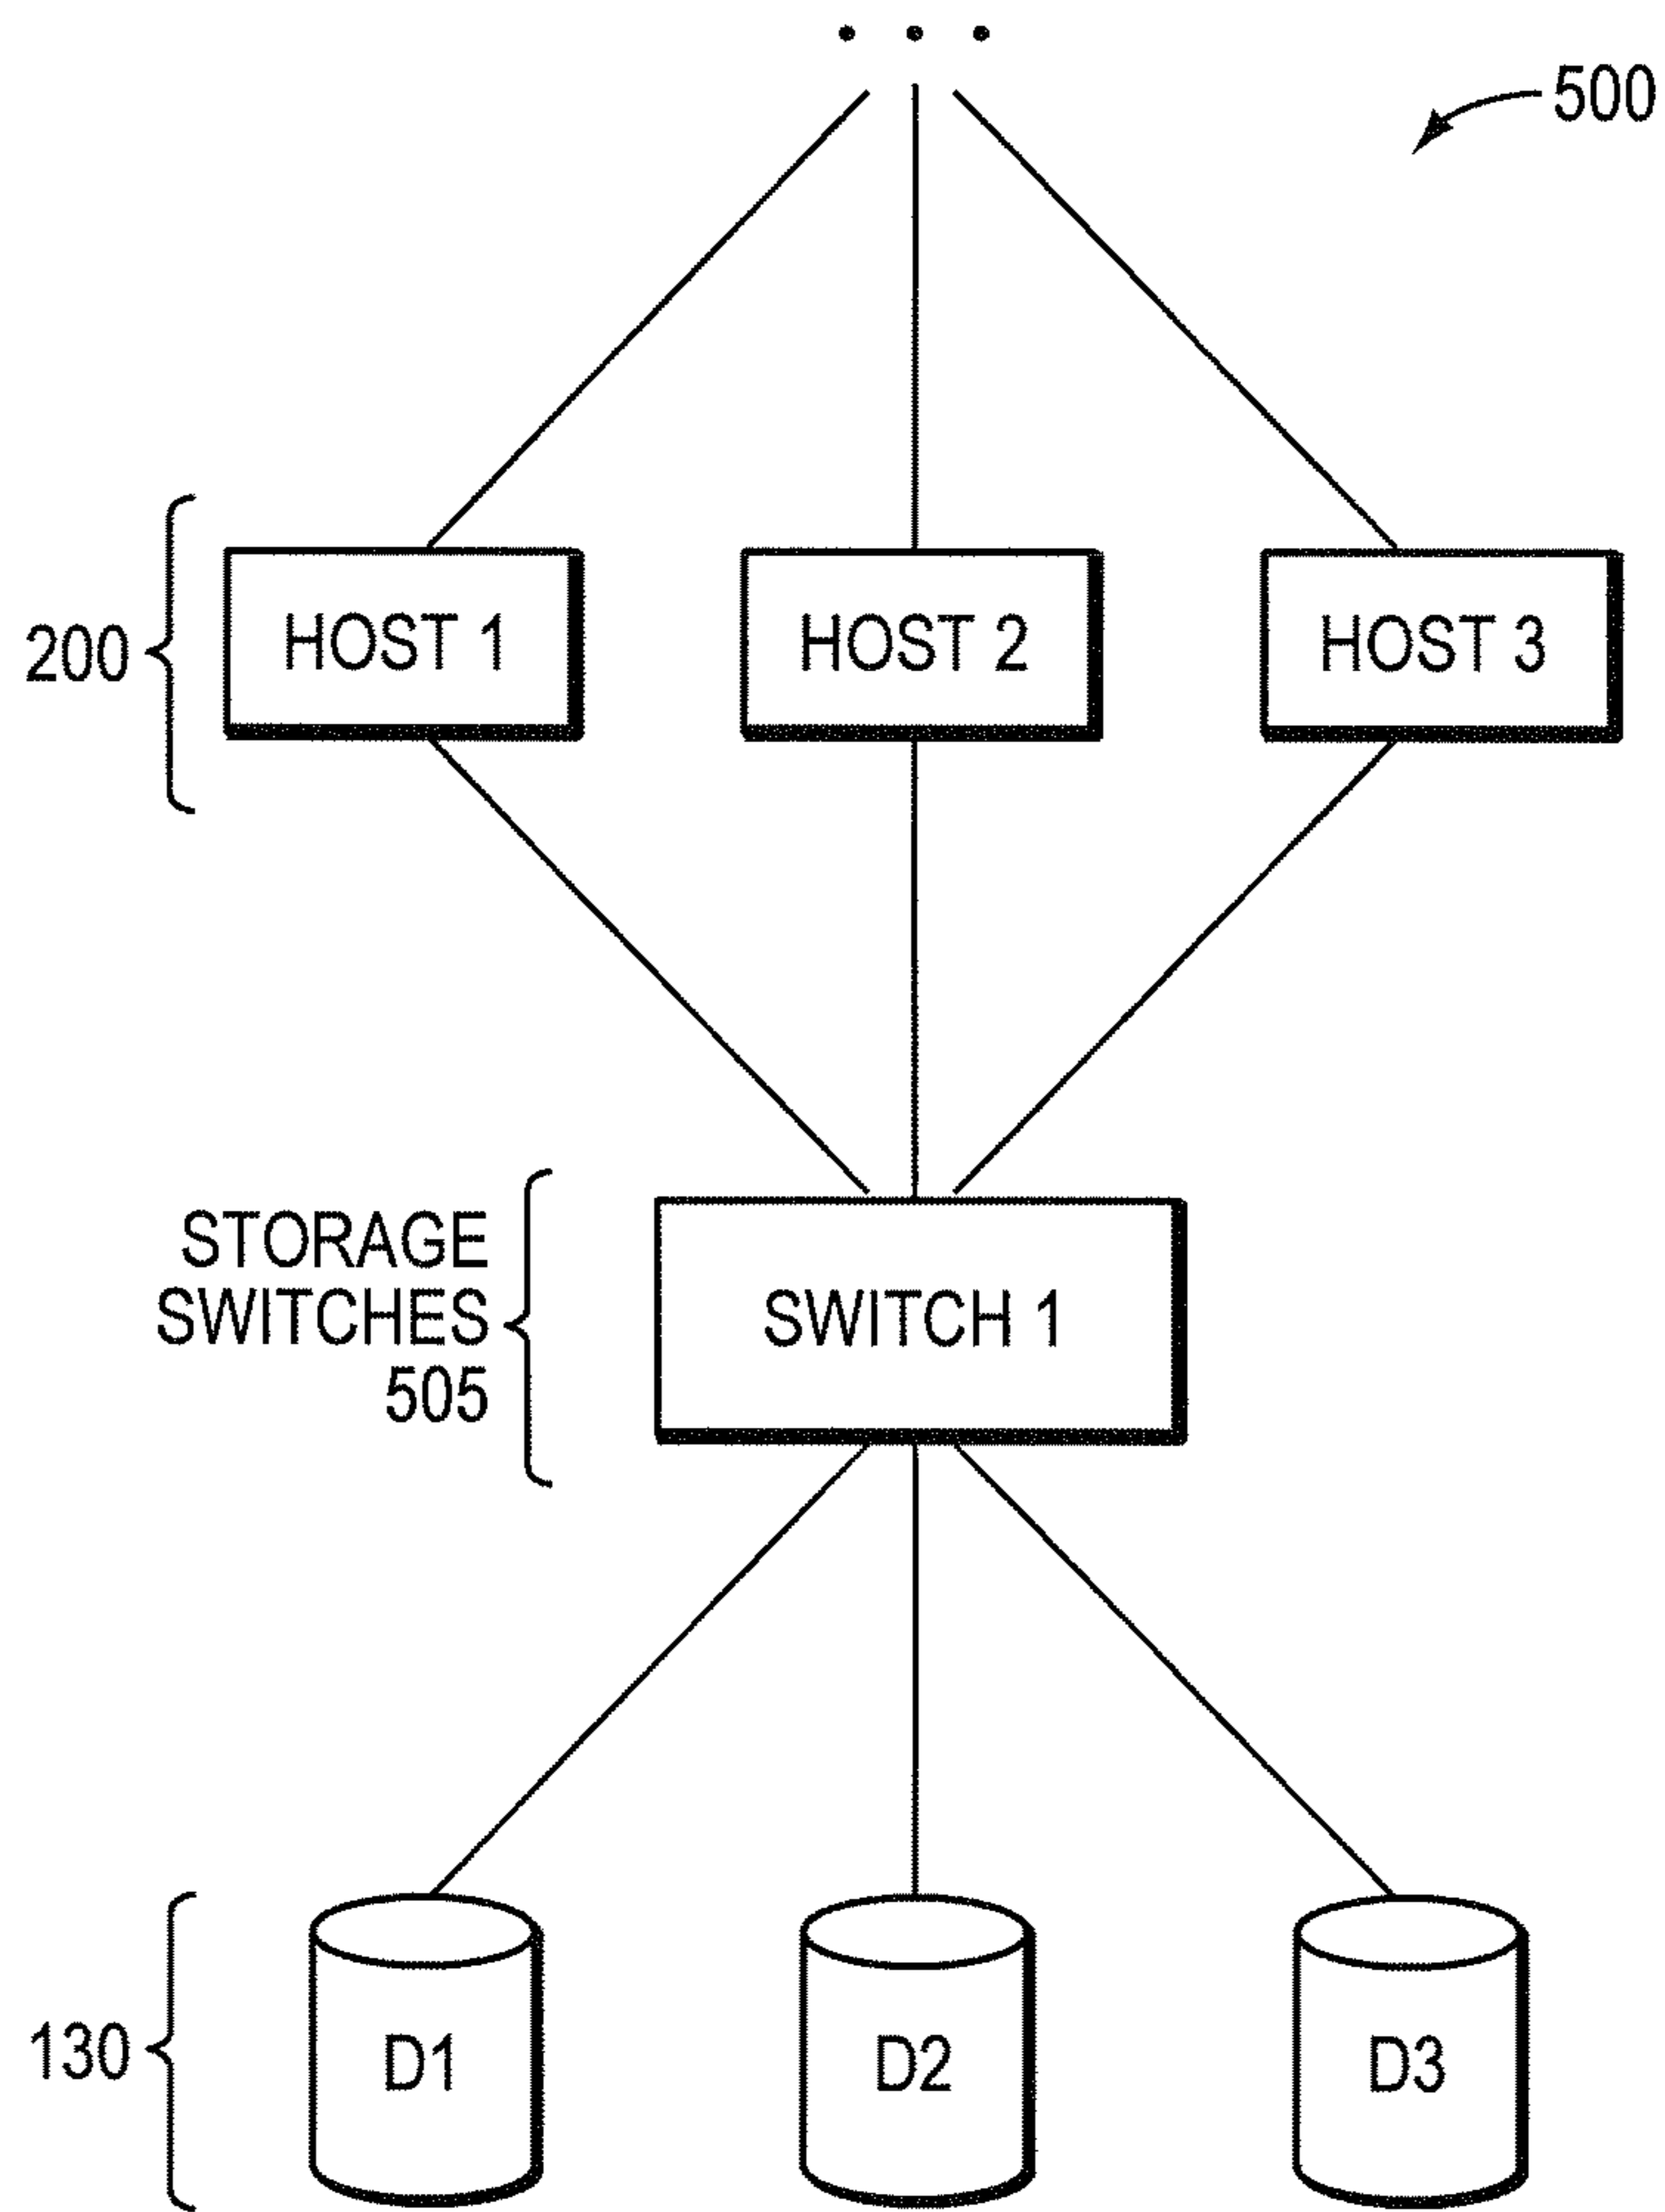 500
200
HOST 1
HOST 2
HOST 3
STORAGE
SWITCHES
505
SWITCH 1
130
D1
D2
D3